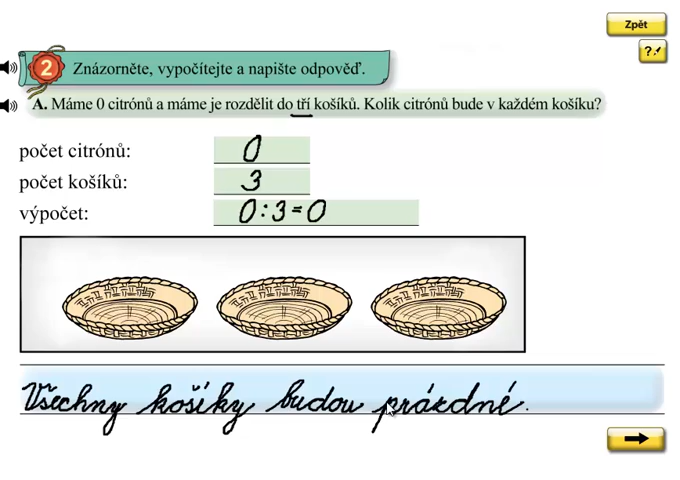 Zpět
?
2 Znázorněte, vypočítejte a napište odpověď.
A. Máme 0 citrónů a máme je rozdělit do tří košíků. Kolik citrónů bude v každém košíku?
počet citrónů: 0
počet košíků: 3
výpočet: 0:3=0
Všechny košíky budou prázdné.